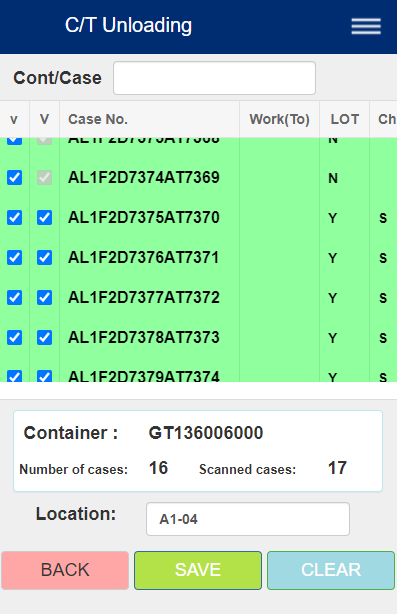 C/T Unloading
Cont/Case
v V Case No. Work(To) LOT Ch
AL1F2D7373AT7368 N
AL1F2D7374AT7369 N
AL1F2D7375AT7370 Y S
AL1F2D7376AT7371 Y S
AL1F2D7377AT7372 Y S
AL1F2D7378AT7373 Y S
AL1F2D7379AT7374 Y S
Container : GT136006000
Number of cases: 16 Scanned cases: 17
Location: A1-04
BACK SAVE CLEAR